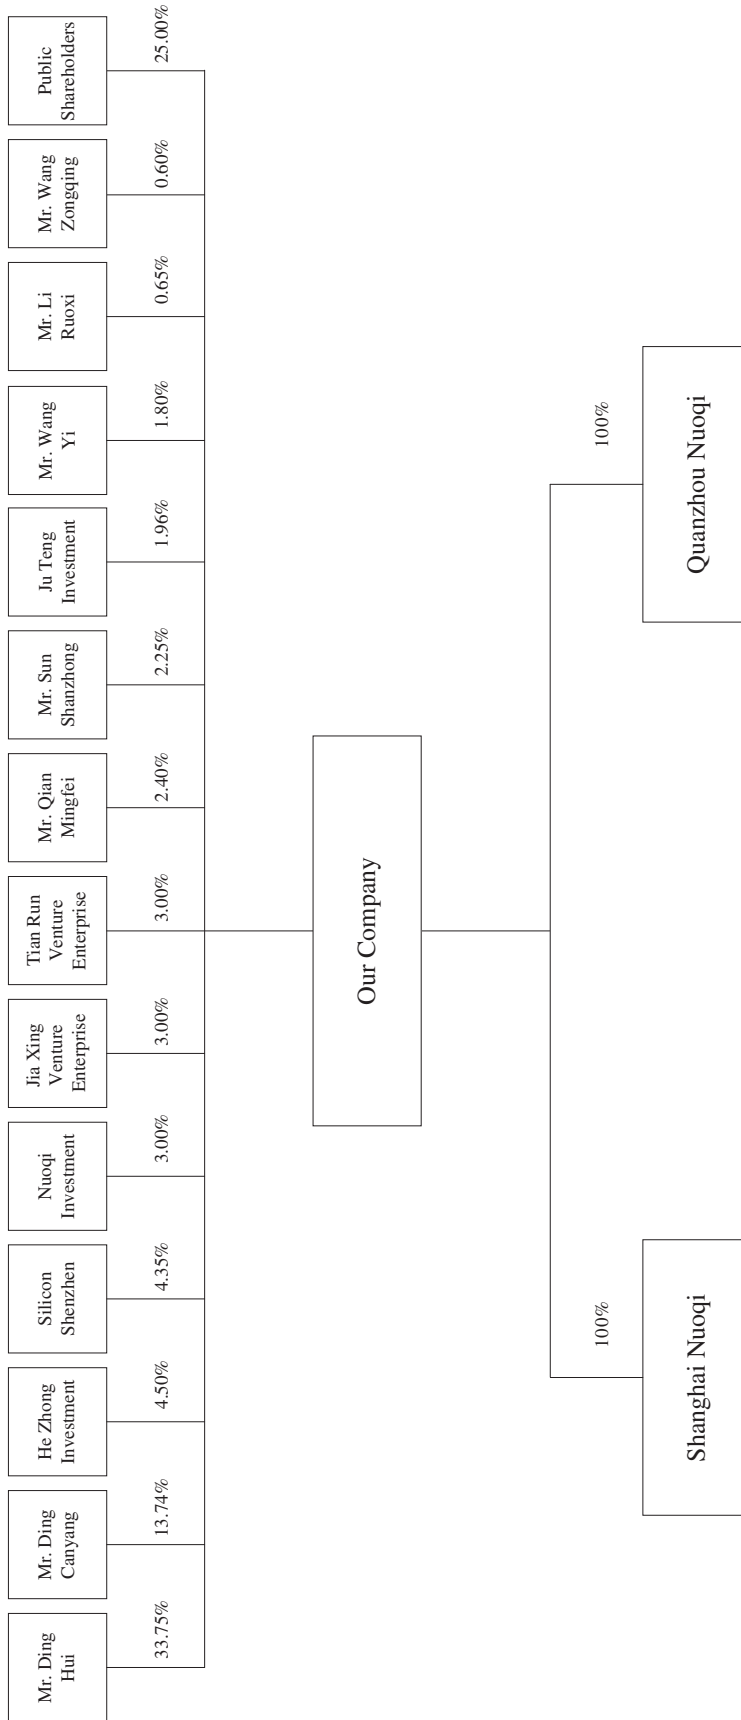 Mr. Ding
Hui
Mr. Ding
Canyang
He Zhong
Investment
Silicon
Shenzhen
Nuoqi
Investment
Jia Xing
Venture
Enterprise
Tian Run
Venture
Enterprise
Mr. Qian
Mingfei
Mr. Sun
Shanzhong
Ju Teng
Investment
Mr. Wang
Yi
Mr. Li
Ruoxi
Mr. Wang
Zongqing
Public
Shareholders
33.75%
13.74%
4.50%
4.35%
3.00%
3.00%
3.00%
2.40%
2.25%
1.96%
1.80%
0.65%
0.60%
25.00%
Our Company
100%
100%
Shanghai Nuoqi
Quanzhou Nuoqi